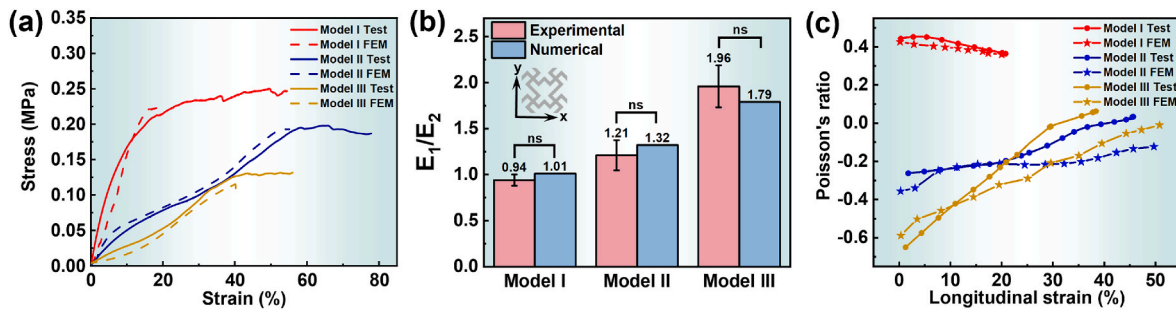 (a)
Stress (MPa)
0.35
0.30
0.25
0.20
0.15
0.10
0.05
0.00
0
20
40
60
80
100
Strain (%)
Model I Test
Model I FEM
Model II Test
Model II FEM
Model III Test
Model III FEM
(b)
E1/E2
2.5
2.0
1.5
1.0
0.5
0.0
Experimental
Numerical
y
x
ns
0.94
1.01
ns
1.21
1.32
ns
1.96
1.79
Model I
Model II
Model III
(c)
Poisson's ratio
0.4
0.2
0.0
-0.2
-0.4
-0.6
0
10
20
30
40
50
Longitudinal strain (%)
Model I Test
Model I FEM
Model II Test
Model II FEM
Model III Test
Model III FEM